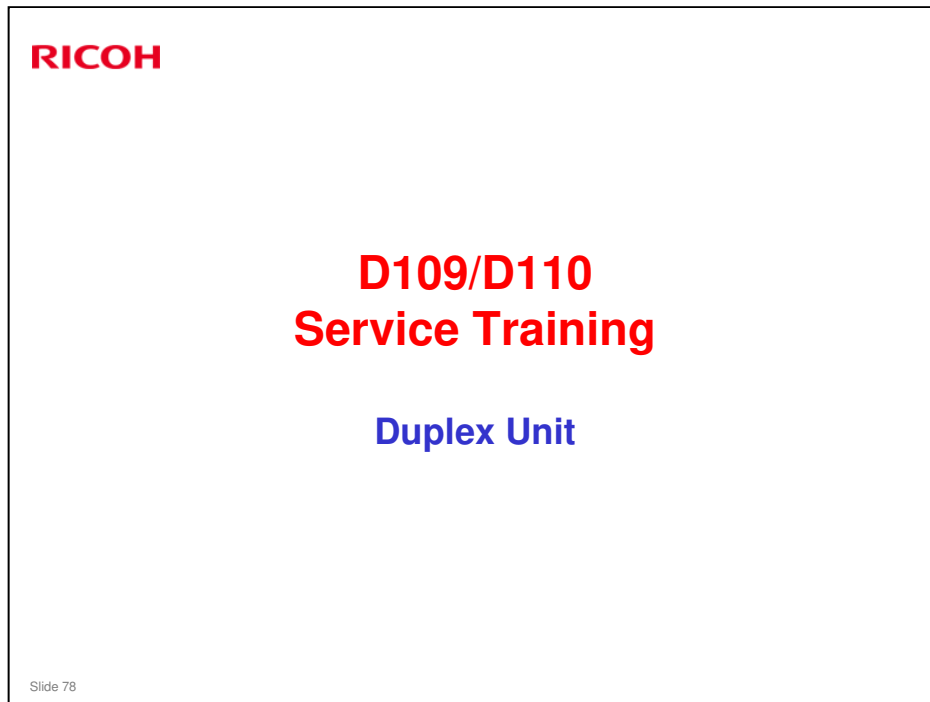 RICOH
D109/D110
Service Training
Duplex Unit
Slide 78